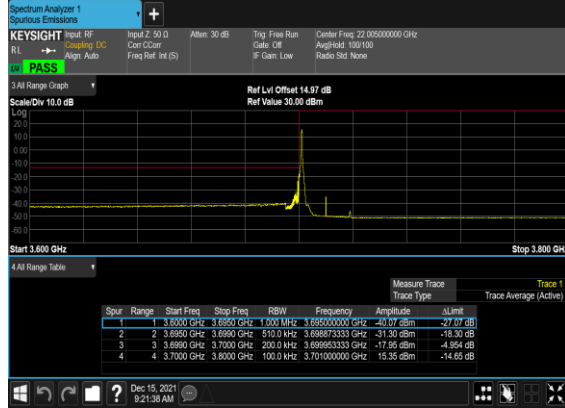 Spectrum Analyzer 1
Spurious Emissions
KEYSIGHT Input: RF Input Z: 50 Ω Atten: 30 dB Trig: Free Run Center Freq: 22.005000000 GHz
RL Coupling: DC Corr CCorr Gate: Off Avg|Hold: 100/100
Align: Auto Freq Ref: Int (S) IF Gain: Low Radio Std: None
PASS
3 All Range Graph
Ref Lvl Offset 14.97 dB
Scale/Div 10.0 dB Ref Value 30.00 dBm
Log
20.0
10.0
0.00
-10.0
-20.0
-30.0
-40.0
-50.0
-60.0
Start 3.600 GHz Stop 3.800 GH
4 All Range Table
Measure Trace Trace 1
Trace Type Trace Average (Active)
Spur Range Start Freq Stop Freq RBW Frequency Amplitude ΔLimit
1 1 3.6000 GHz 3.6950 GHz 1.000 MHz 3.695000000 GHz -40.07 dBm -27.07 dB
2 2 3.6950 GHz 3.6990 GHz 510.0 kHz 3.698873333 GHz -31.30 dBm -18.30 dB
3 3 3.6990 GHz 3.7000 GHz 200.0 kHz 3.699953333 GHz -17.95 dBm -4.954 dB
4 4 3.7000 GHz 3.8000 GHz 100.0 kHz 3.701000000 GHz 15.35 dBm -14.65 dB
? Dec 15, 2021
9:21:38 AM